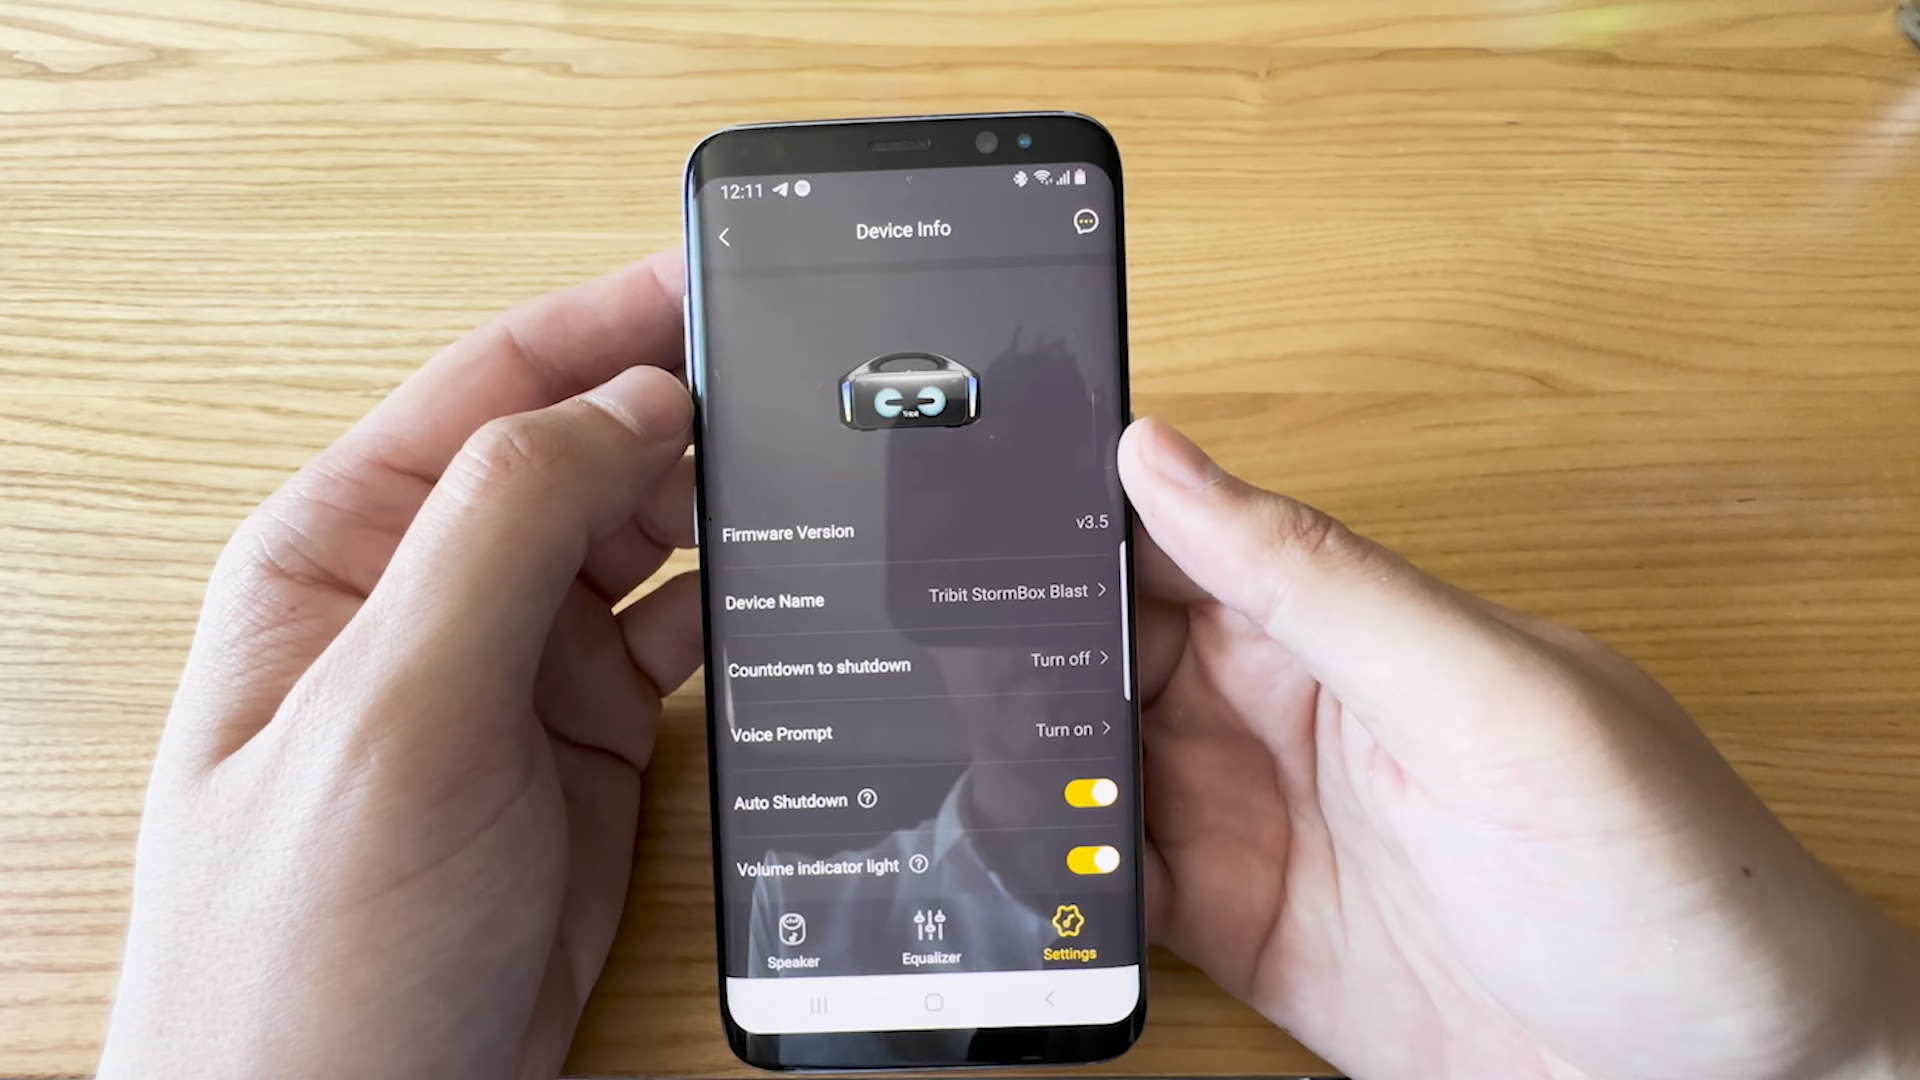 12:11
Device Info
Tribit
Firmware Version v3.5
Device Name Tribit StormBox Blast
Countdown to shutdown Turn off
Voice Prompt Turn on
Auto Shutdown ?
Volume indicator light ?
Speaker Equalizer Settings